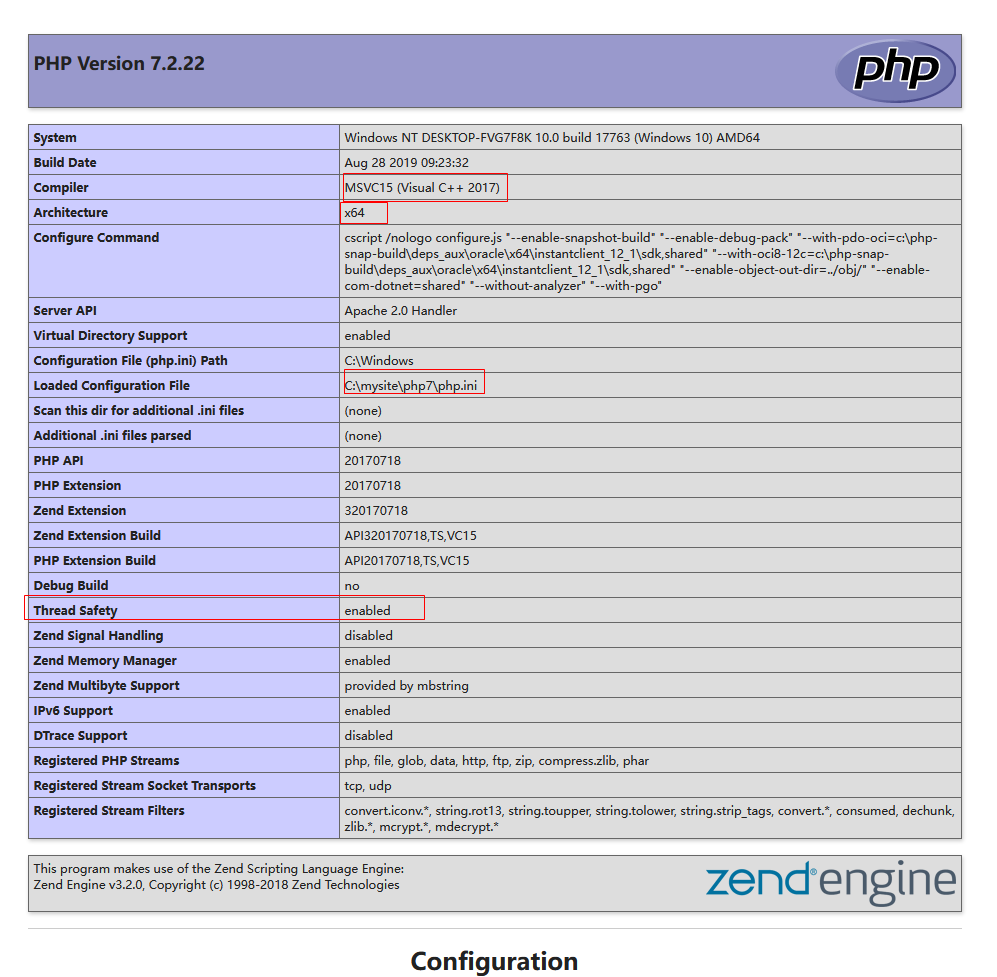 PHP Version 7.2.22
php
System Windows NT DESKTOP-FVG7F8K 10.0 build 17763 (Windows 10) AMD64
Build Date Aug 28 2019 09:23:32
Compiler MSVC15 (Visual C++ 2017)
Architecture x64
Configure Command cscript /nologo configure.js "--enable-snapshot-build" "--enable-debug-pack" "--with-pdo-oci=c:\php-
snap-build\deps_aux\oracle\x64\instantclient_12_1\sdk,shared" "--with-oci8-12c=c:\php-snap-
build\deps_aux\oracle\x64\instantclient_12_1\sdk,shared" "--enable-object-out-dir=../obj/" "--enable-
com-dotnet=shared" "--without-analyzer" "--with-pgo"
Server API Apache 2.0 Handler
Virtual Directory Support enabled
Configuration File (php.ini) Path C:\Windows
Loaded Configuration File C:\mysite\php7\php.ini
Scan this dir for additional .ini files (none)
Additional .ini files parsed (none)
PHP API 20170718
PHP Extension 20170718
Zend Extension 320170718
Zend Extension Build API320170718,TS,VC15
PHP Extension Build API20170718,TS,VC15
Debug Build no
Thread Safety enabled
Zend Signal Handling disabled
Zend Memory Manager enabled
Zend Multibyte Support provided by mbstring
IPv6 Support enabled
DTrace Support disabled
Registered PHP Streams php, file, glob, data, http, ftp, zip, compress.zlib, phar
Registered Stream Socket Transports tcp, udp
Registered Stream Filters convert.iconv.*, string.rot13, string.toupper, string.tolower, string.strip_tags, convert.*, consumed, dechunk,
zlib.*, mcrypt.*, mdecrypt.*
This program makes use of the Zend Scripting Language Engine:
Zend Engine v3.2.0, Copyright (c) 1998-2018 Zend Technologies
zend®engine
Configuration